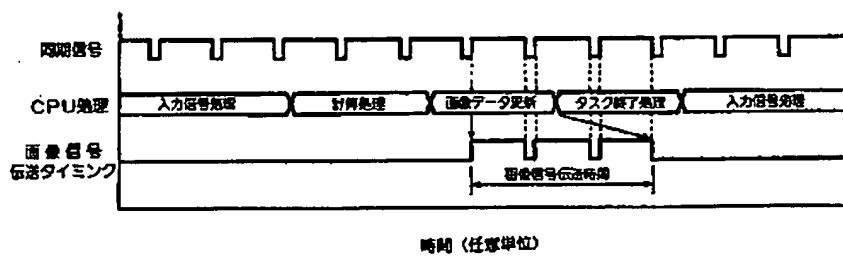 同期信号
CPU処理
入力信号処理
計算処理
画像データ更新
タスク終了処理
入力信号処理
画像信号
伝送タイミング
画像信号伝送時間
時間（任意単位）